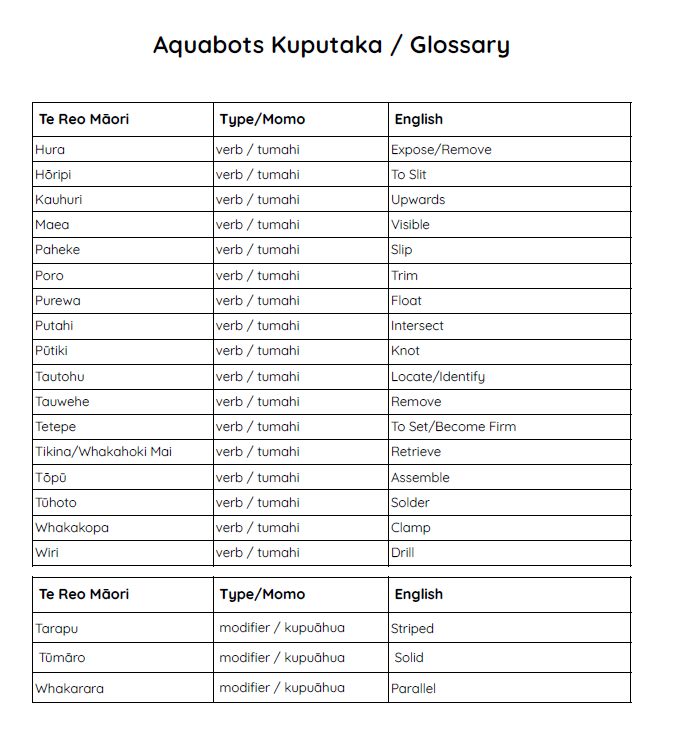 Aquabots Kuputaka / Glossary
Te Reo Māori Type/Momo English
Hura verb / tumahi Expose/Remove
Hōripi verb / tumahi To Slit
Kauhuri verb / tumahi Upwards
Maea verb / tumahi Visible
Paheke verb / tumahi Slip
Poro verb / tumahi Trim
Purewa verb / tumahi Float
Putahi verb / tumahi Intersect
Pūtiki verb / tumahi Knot
Tautohu verb / tumahi Locate/Identify
Tauwehe verb / tumahi Remove
Tetepe verb / tumahi To Set/Become Firm
Tikina/Whakahoki Mai verb / tumahi Retrieve
Tōpū verb / tumahi Assemble
Tūhoto verb / tumahi Solder
Whakakopa verb / tumahi Clamp
Wiri verb / tumahi Drill
Te Reo Māori Type/Momo English
Tarapu modifier / kupuāhua Striped
Tūmāro modifier / kupuāhua Solid
Whakarara modifier / kupuāhua Parallel